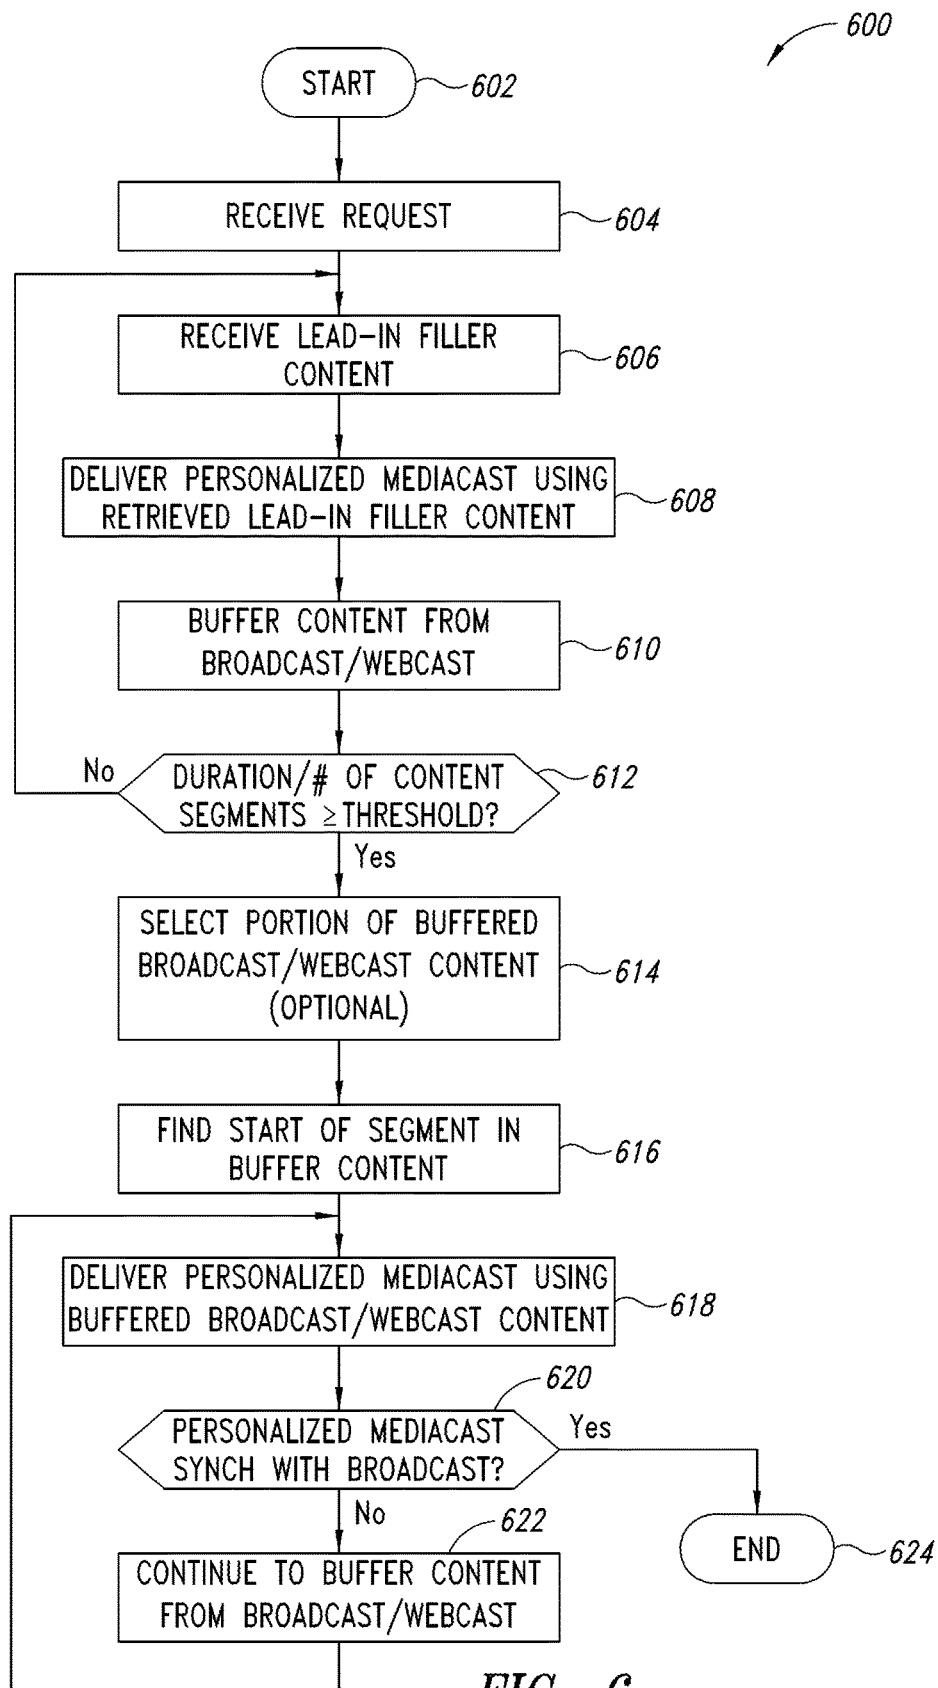 600
START
602
RECEIVE REQUEST
604
RECEIVE LEAD-IN FILLER
CONTENT
606
DELIVER PERSONALIZED MEDIACAST USING
RETRIEVED LEAD-IN FILLER CONTENT
608
BUFFER CONTENT FROM
BROADCAST/WEBCAST
610
No
DURATION/# OF CONTENT
SEGMENTS ≥ THRESHOLD?
612
Yes
SELECT PORTION OF BUFFERED
BROADCAST/WEBCAST CONTENT
(OPTIONAL)
614
FIND START OF SEGMENT IN
BUFFER CONTENT
616
DELIVER PERSONALIZED MEDIACAST USING
BUFFERED BROADCAST/WEBCAST CONTENT
618
620
PERSONALIZED MEDIACAST
SYNCH WITH BROADCAST?
Yes
No
622
CONTINUE TO BUFFER CONTENT
FROM BROADCAST/WEBCAST
END
624
FIG. 6